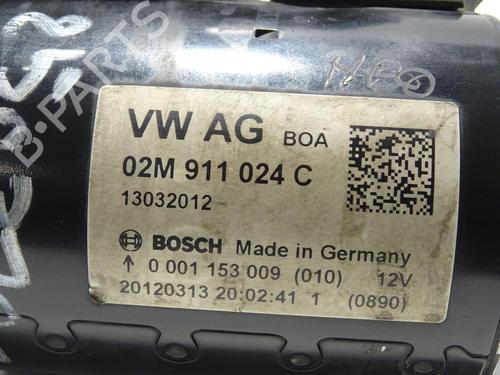 VW AG BOA
02M 911 024 C
13032012
BOSCH Made in Germany
↑ 0 001 153 009 (010) 12V
20120313 20:02:41 1 (0890)
B-PARTS